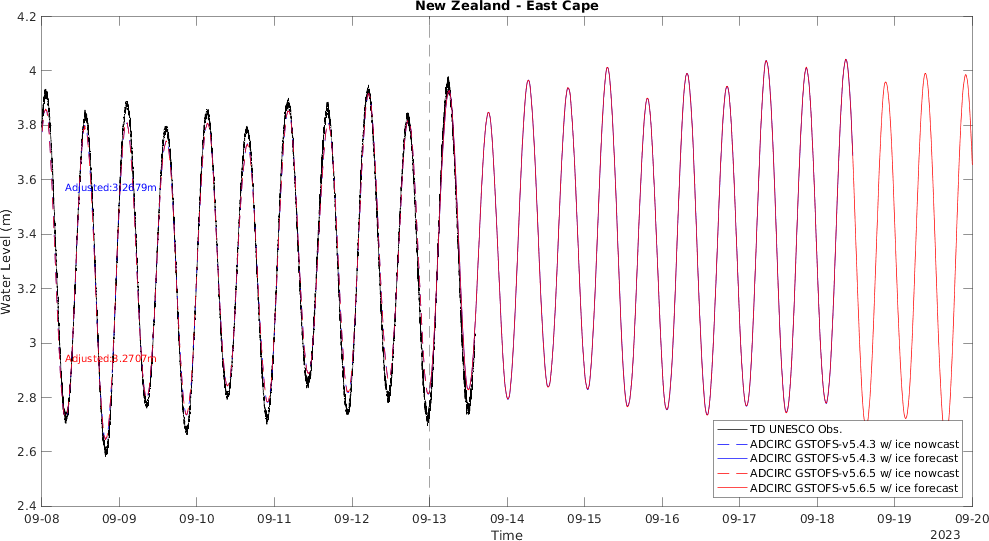 New Zealand - East Cape
4.2
4
3.8
3.6
3.4
3.2
3
2.8
2.6
2.4
Water Level (m)
Adjusted:3.2679m
Adjusted:3.2707m
TD UNESCO Obs.
ADCIRC GSTOFS-v5.4.3 w/ ice nowcast
ADCIRC GSTOFS-v5.4.3 w/ ice forecast
ADCIRC GSTOFS-v5.6.5 w/ ice nowcast
ADCIRC GSTOFS-v5.6.5 w/ ice forecast
09-08 09-09 09-10 09-11 09-12 09-13 09-14 09-15 09-16 09-17 09-18 09-19 09-20
Time
2023